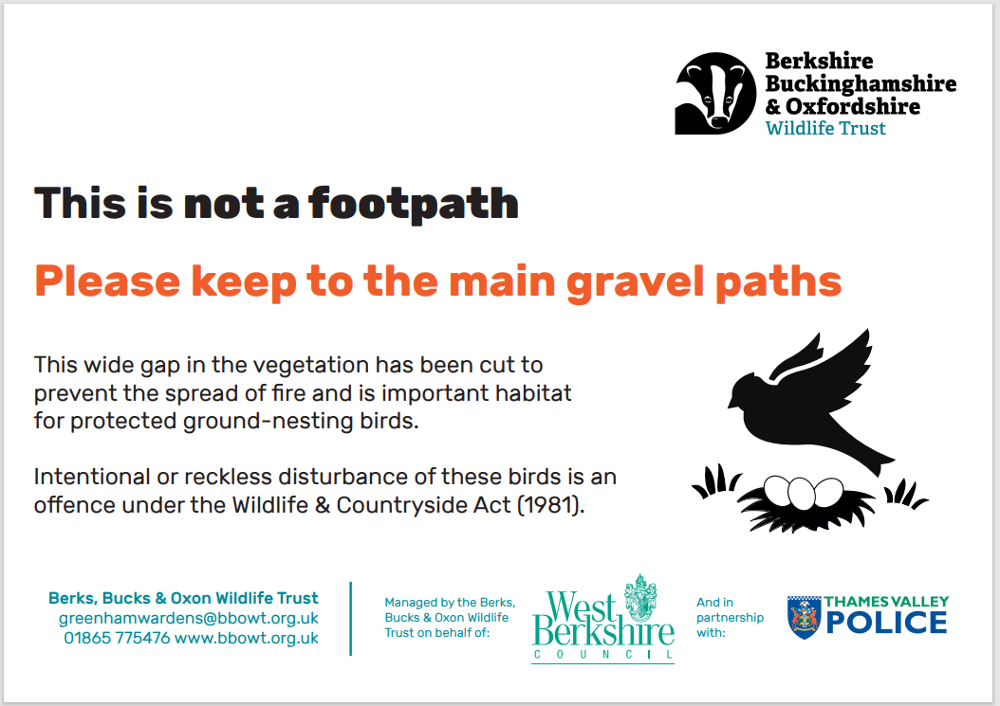 Berkshire
Buckinghamshire
& Oxfordshire
Wildlife Trust
This is not a footpath
Please keep to the main gravel paths
This wide gap in the vegetation has been cut to
prevent the spread of fire and is important habitat
for protected ground-nesting birds.
Intentional or reckless disturbance of these birds is an
offence under the Wildlife & Countryside Act (1981).
Berks, Bucks & Oxon Wildlife Trust
greenhamwardens@bbowt.org.uk
01865 775476 www.bbowt.org.uk
Managed by the Berks,
Bucks & Oxon Wildlife
Trust on behalf of:
West
Berkshire
COUNCIL
And in
partnership
with:
THAMES VALLEY
POLICE